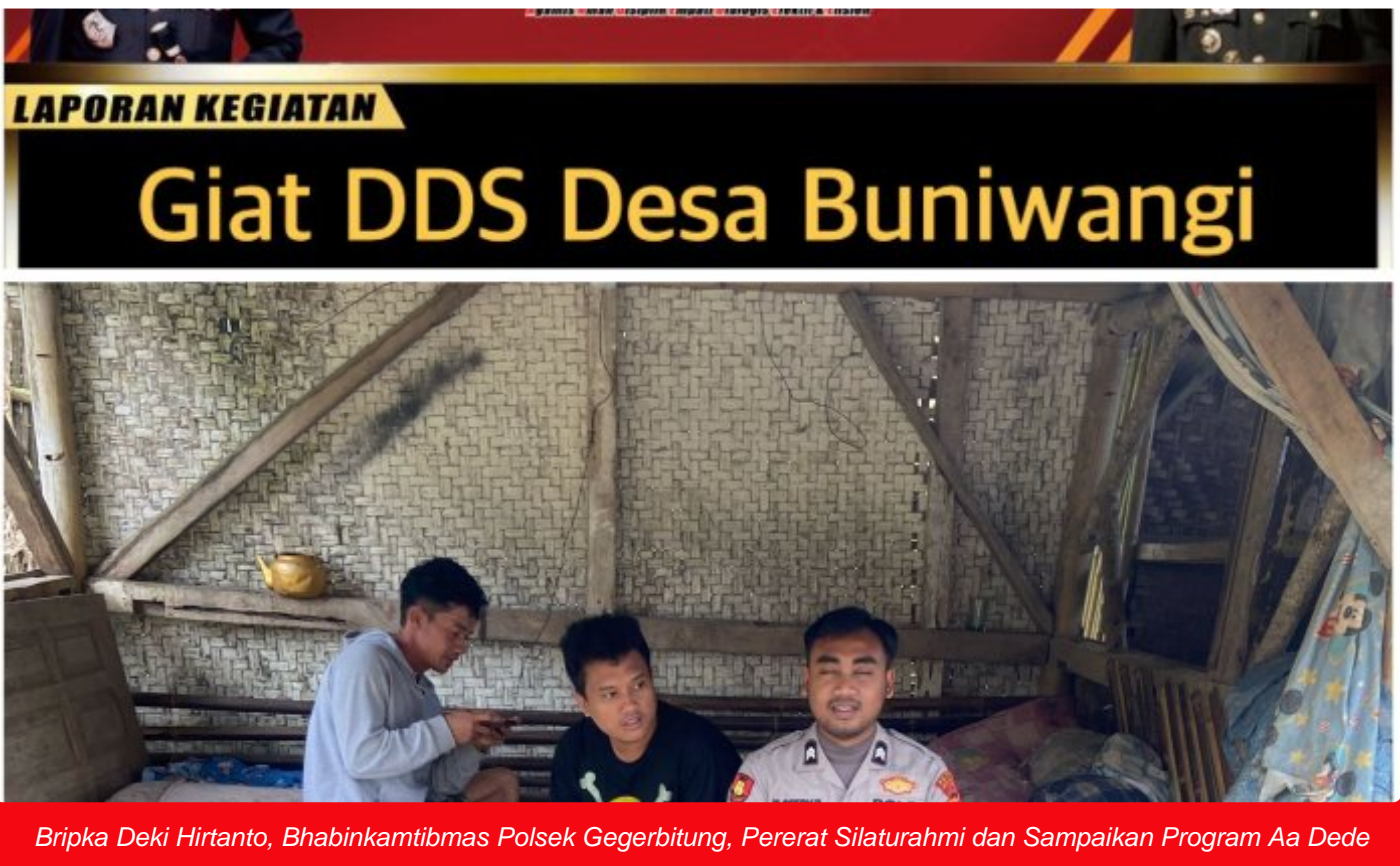 LAPORAN KEGIATAN
Giat DDS Desa Buniwangi
Bripka Deki Hirtanto, Bhabinkamtibmas Polsek Gegerbitung, Pererat Silaturahmi dan Sampaikan Program Aa Dede